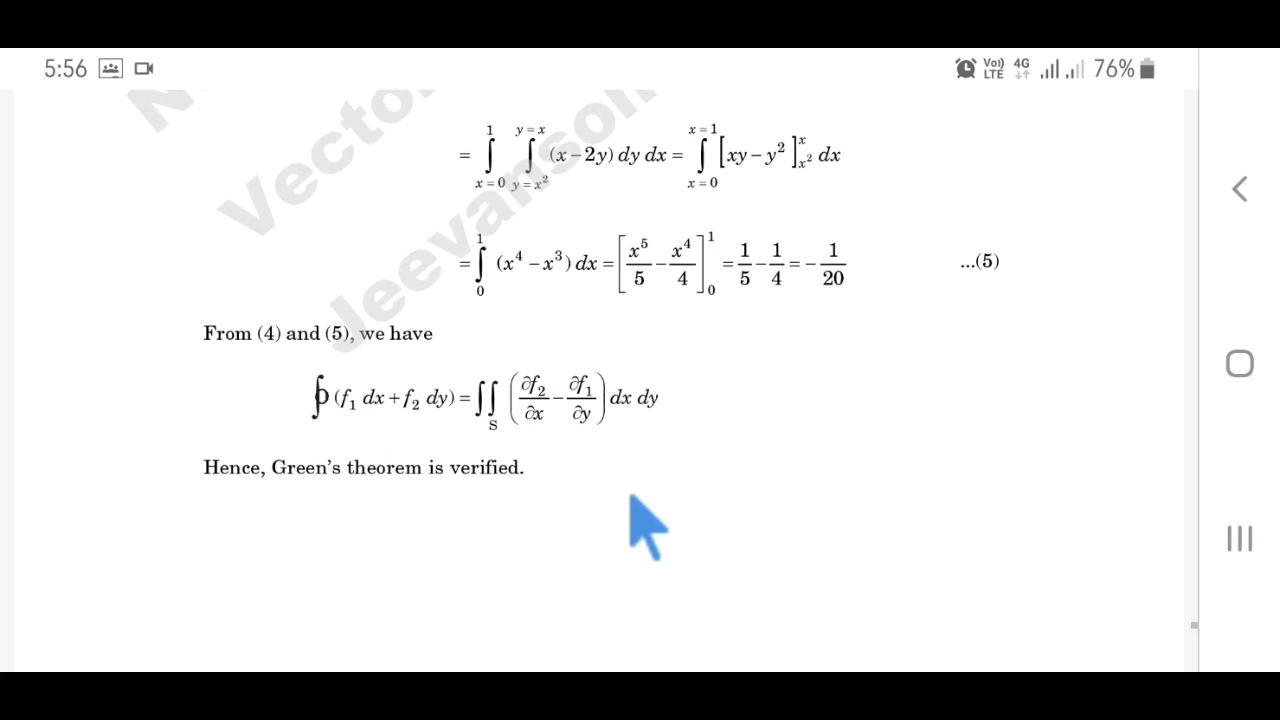 5:56 Vo) LTE 4G 76%
Vector
= ∫_{x=0}^{1} ∫_{y=x²}^{y=x} (x – 2y) dy dx = ∫_{x=0}^{x=1} [xy – y²]_{x²}^{x} dx
Jeevanson
= ∫_{0}^{1} (x⁴ – x³) dx = [x⁵/5 – x⁴/4]_{0}^{1} = 1/5 – 1/4 = – 1/20 ...(5)
From (4) and (5), we have
∮ (f₁ dx + f₂ dy) = ∫∫_S (∂f₂/∂x – ∂f₁/∂y) dx dy
Hence, Green's theorem is verified.